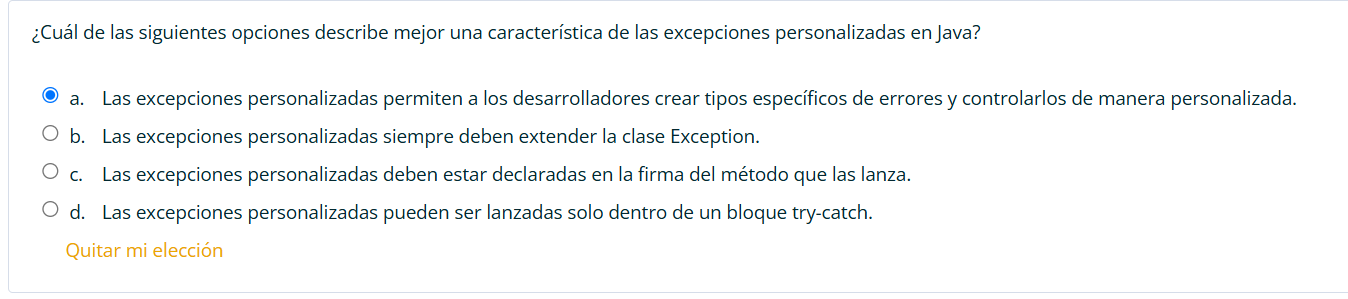 ¿Cuál de las siguientes opciones describe mejor una característica de las excepciones personalizadas en Java?
a. Las excepciones personalizadas permiten a los desarrolladores crear tipos específicos de errores y controlarlos de manera personalizada.
b. Las excepciones personalizadas siempre deben extender la clase Exception.
c. Las excepciones personalizadas deben estar declaradas en la firma del método que las lanza.
d. Las excepciones personalizadas pueden ser lanzadas solo dentro de un bloque try-catch.
Quitar mi elección